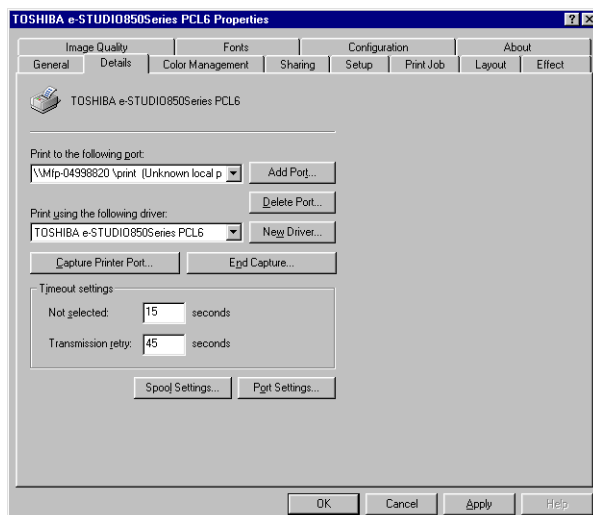 TOSHIBA e-STUDIO850Series PCL6 Properties
Image Quality Fonts Configuration About
General Details Color Management Sharing Setup Print Job Layout Effect
TOSHIBA e-STUDIO850Series PCL6
Print to the following port:
\\Mfp-04998820 \print (Unknown local p
Add Port...
Delete Port...
Print using the following driver:
TOSHIBA e-STUDIO850Series PCL6
New Driver...
Capture Printer Port... End Capture...
Timeout settings
Not selected: 15 seconds
Transmission retry: 45 seconds
Spool Settings... Port Settings...
OK Cancel Apply Help